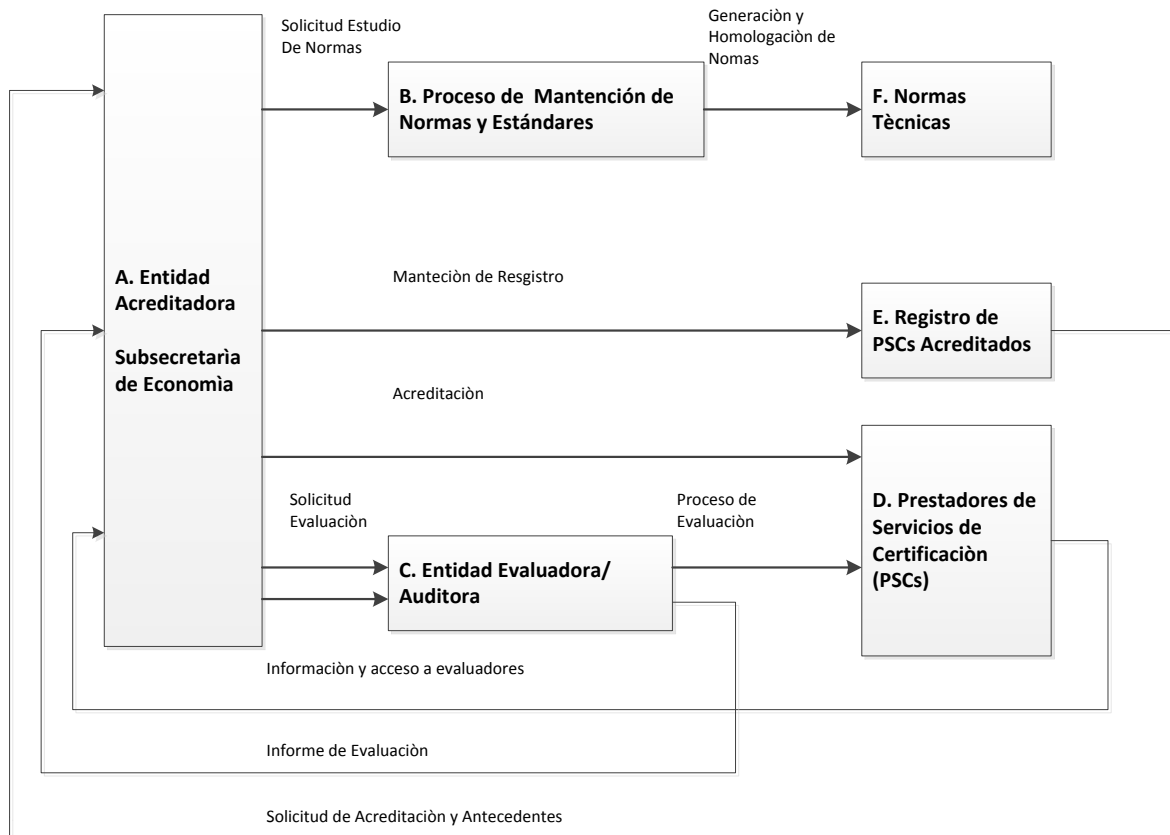 Solicitud Estudio
De Normas
Generaciòn y
Homologaciòn de
Nomas
B. Proceso de Mantención de
Normas y Estándares
F. Normas
Tècnicas
A. Entidad
Acreditadora
Subsecretarìa
de Economìa
Manteciòn de Resgistro
E. Registro de
PSCs Acreditados
Acreditaciòn
Solicitud
Evaluaciòn
Proceso de
Evaluaciòn
D. Prestadores de
Servicios de
Certificaciòn
(PSCs)
C. Entidad Evaluadora/
Auditora
Informaciòn y acceso a evaluadores
Informe de Evaluaciòn
Solicitud de Acreditaciòn y Antecedentes